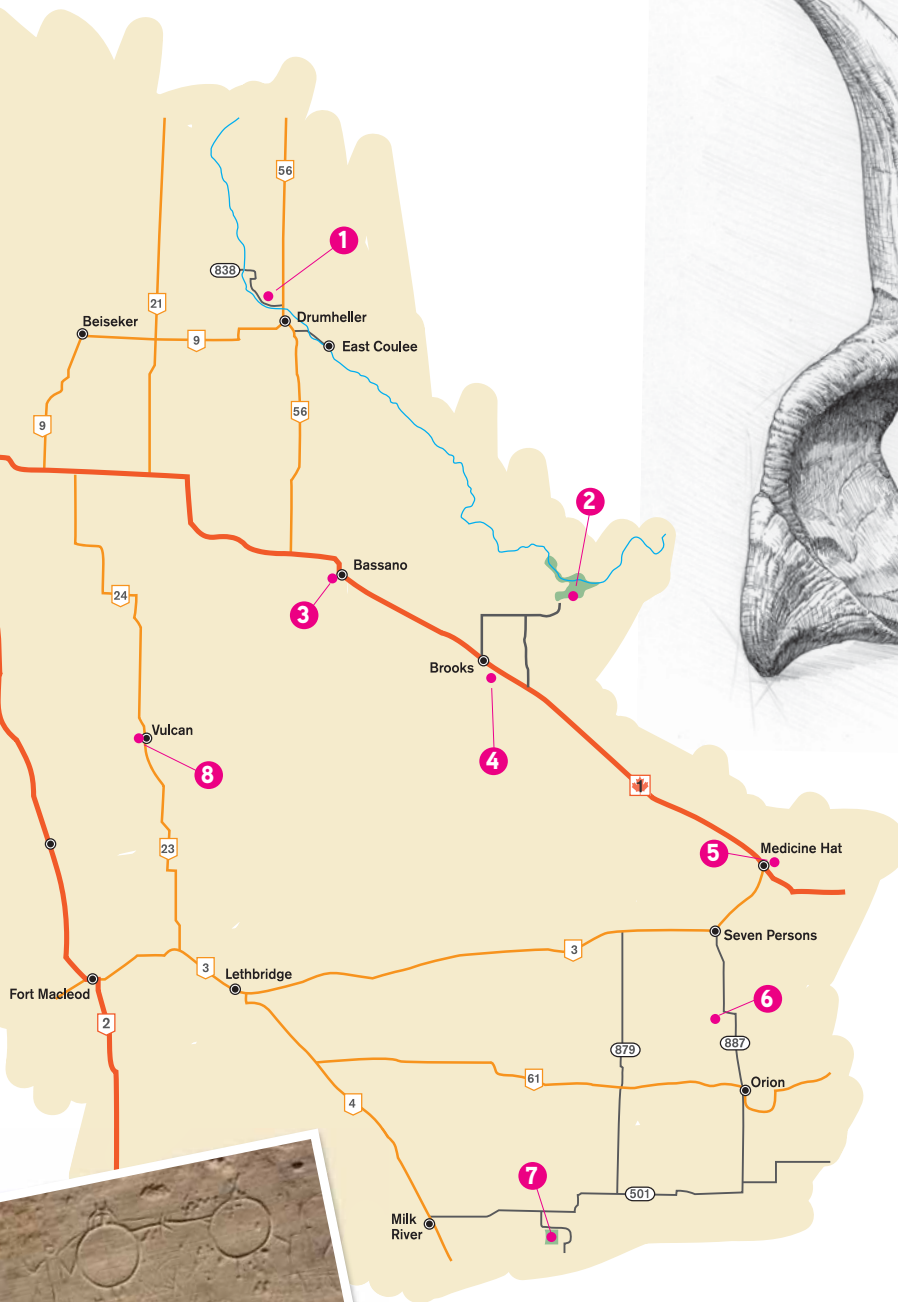 56
1
838
21
Beiseker
Drumheller
9
East Coulee
56
9
2
Bassano
24
3
Brooks
Vulcan
4
8
1
23
5
Medicine Hat
Seven Persons
3
3
Lethbridge
Fort Macleod
6
2
887
879
61
Orion
4
7
501
Milk
River